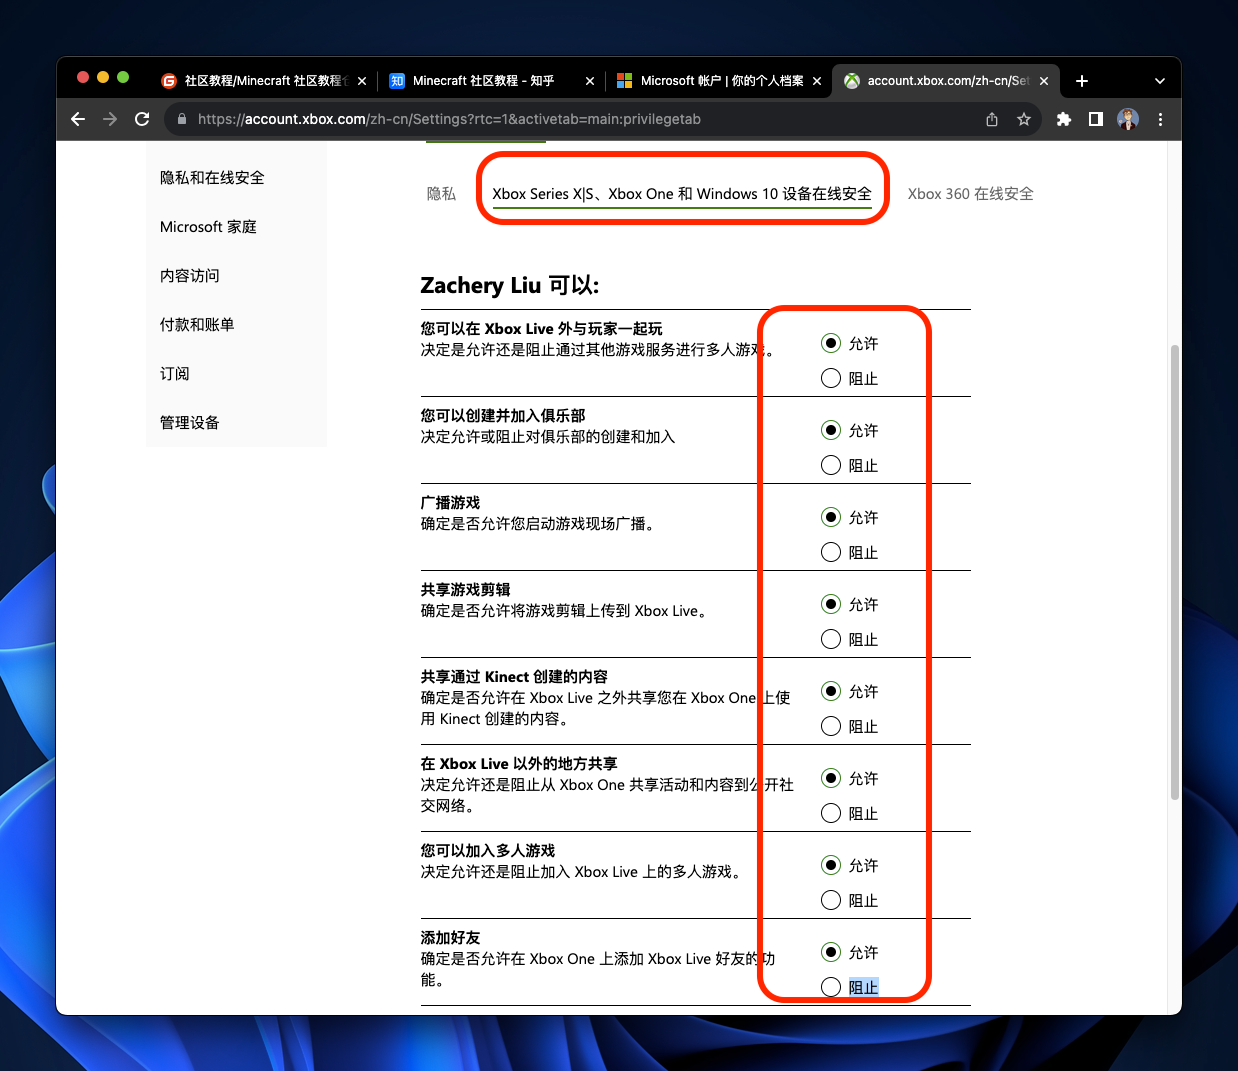 社区教程/Minecraft 社区教程
Minecraft 社区教程 - 知乎
Microsoft 帐户 | 你的个人档案
account.xbox.com/zh-cn/Set
https://account.xbox.com/zh-cn/Settings?rtc=1&activetab=main:privilegetab
隐私和在线安全
Microsoft 家庭
内容访问
付款和账单
订阅
管理设备
隐私
Xbox Series X|S、Xbox One 和 Windows 10 设备在线安全
Xbox 360 在线安全
Zachery Liu 可以:
您可以在 Xbox Live 外与玩家一起玩
决定是允许还是阻止通过其他游戏服务进行多人游戏。
允许
阻止
您可以创建并加入俱乐部
决定允许或阻止对俱乐部的创建和加入
允许
阻止
广播游戏
确定是否允许您启动游戏现场广播。
允许
阻止
共享游戏剪辑
确定是否允许将游戏剪辑上传到 Xbox Live。
允许
阻止
共享通过 Kinect 创建的内容
确定是否允许在 Xbox Live 之外共享您在 Xbox One 上使
用 Kinect 创建的内容。
允许
阻止
在 Xbox Live 以外的地方共享
决定允许还是阻止从 Xbox One 共享活动和内容到公开社
交网络。
允许
阻止
您可以加入多人游戏
决定允许还是阻止加入 Xbox Live 上的多人游戏。
允许
阻止
添加好友
确定是否允许在 Xbox One 上添加 Xbox Live 好友的功
能。
允许
阻止